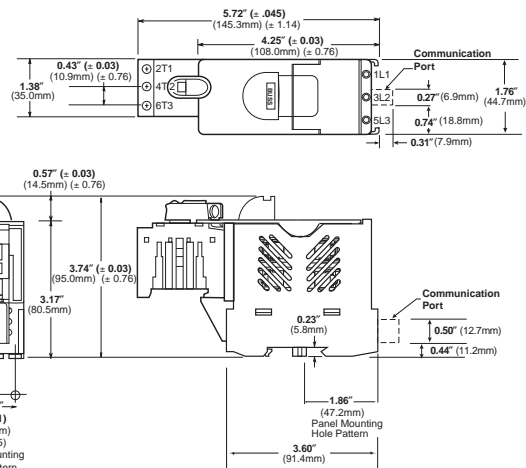 5.72″ (± .045)
(145.3mm) (± 1.14)
4.25″ (± 0.03)
(108.0mm) (± 0.76)
Communication
Port
0.43″ (± 0.03)
(10.9mm) (± 0.76)
1.38″
(35.0mm)
2T1
4T2
6T3
BUSS
1L1
3L2
5L3
0.27″ (6.9mm)
1.76″
(44.7mm)
0.74″ (18.8mm)
0.31″ (7.9mm)
0.57″ (± 0.03)
(14.5mm) (± 0.76)
3.74″ (± 0.03)
(95.0mm) (± 0.76)
3.17″
(80.5mm)
0.23″
(5.8mm)
Communication
Port
0.50″ (12.7mm)
0.44″ (11.2mm)
1.86″
(47.2mm)
Panel Mounting
Hole Pattern
3.60″
(91.4mm)